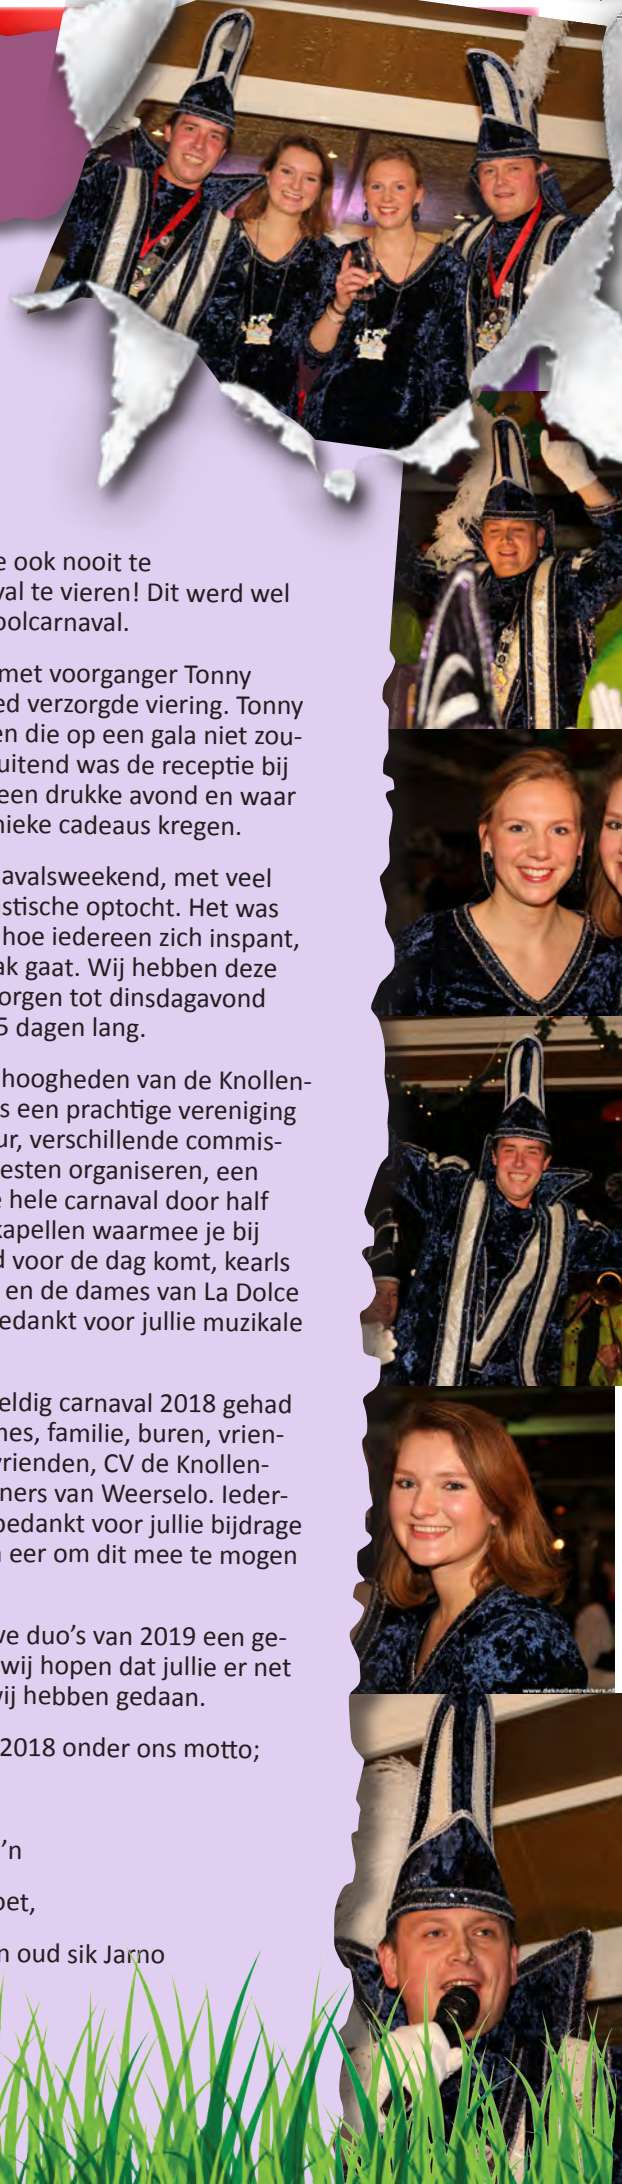 e ook nooit te
val te vieren! Dit werd wel
oolcarnaval.
met voorganger Tonny
ed verzorgde viering. Tonny
en die op een gala niet zou-
uitend was de receptie bij
een drukke avond en waar
nieke cadeaus kregen.
avalsweekend, met veel
astische optocht. Het was
hoe iedereen zich inspant,
ak gaat. Wij hebben deze
orgen tot dinsdagavond
5 dagen lang.
hoogheden van de Knollen-
s een prachtige vereniging
ur, verschillende commis-
esten organiseren, een
e hele carnaval door half
kapellen waarmee je bij
d voor de dag komt, kearls
en de dames van La Dolce
edankt voor jullie muzikale
eldig carnaval 2018 gehad
nes, familie, buren, vrien-
vrienden, CV de Knollen-
ners van Weerselo. Ieder-
bedankt voor jullie bijdrage
n eer om dit mee te mogen
we duo’s van 2019 een ge-
wij hopen dat jullie er net
vij hebben gedaan.
2018 onder ons motto;
’n
oet,
n oud sik Jarno
www.deknollentrekkers.nl